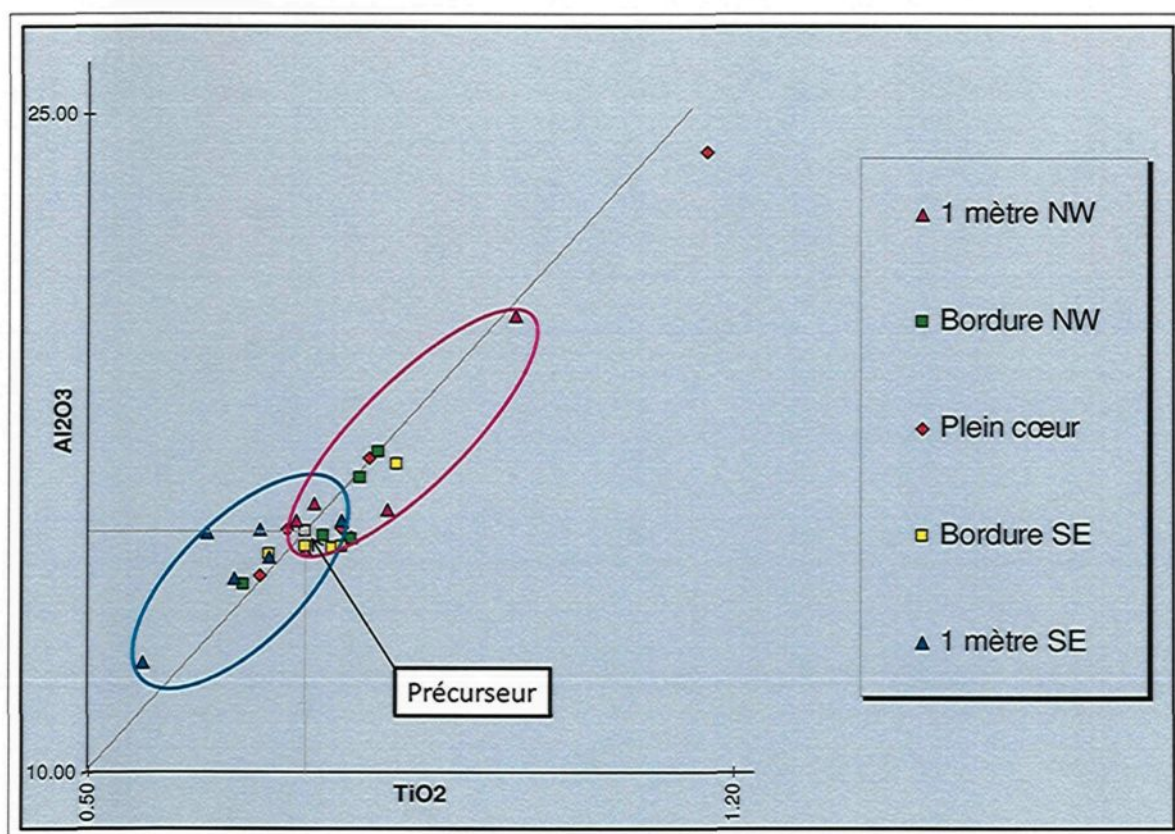 25.00
Al2O3
10.00
0.50
TiO2
1.20
Précurseur
1 mètre NW
Bordure NW
Plein cœur
Bordure SE
1 mètre SE